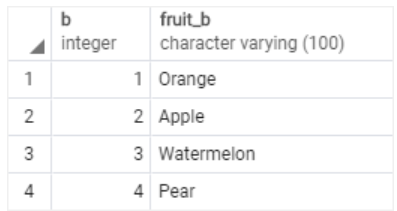 b fruit_b
integer character varying (100)
1 1 Orange
2 2 Apple
3 3 Watermelon
4 4 Pear